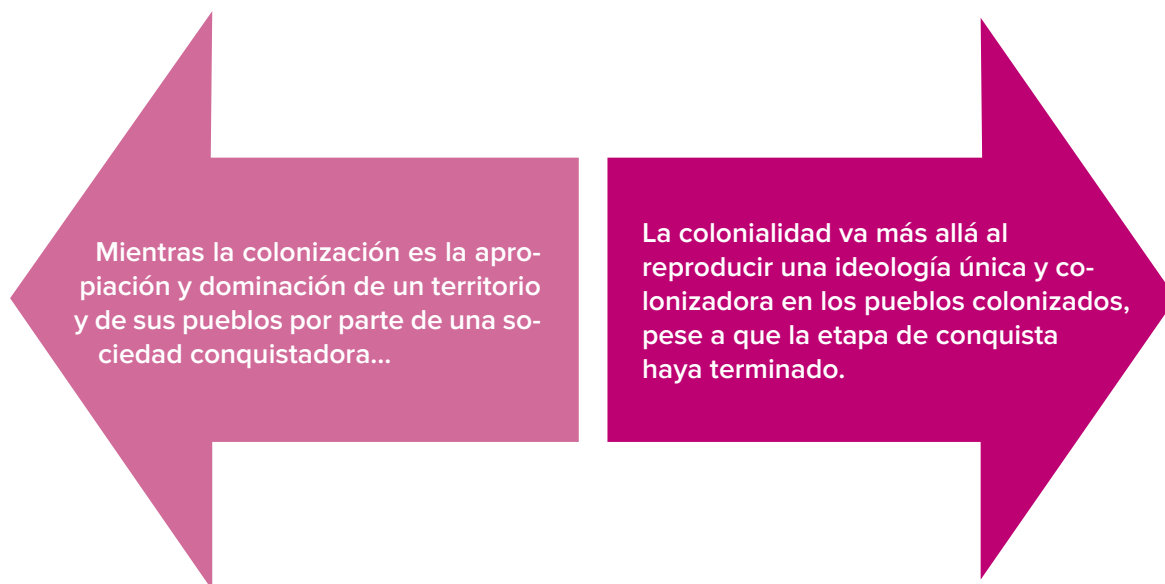 Mientras la colonización es la apro-
piación y dominación de un territorio
y de sus pueblos por parte de una so-
ciedad conquistadora...
La colonialidad va más allá al
reproducir una ideología única y co-
lonizadora en los pueblos colonizados,
pese a que la etapa de conquista
haya terminado.